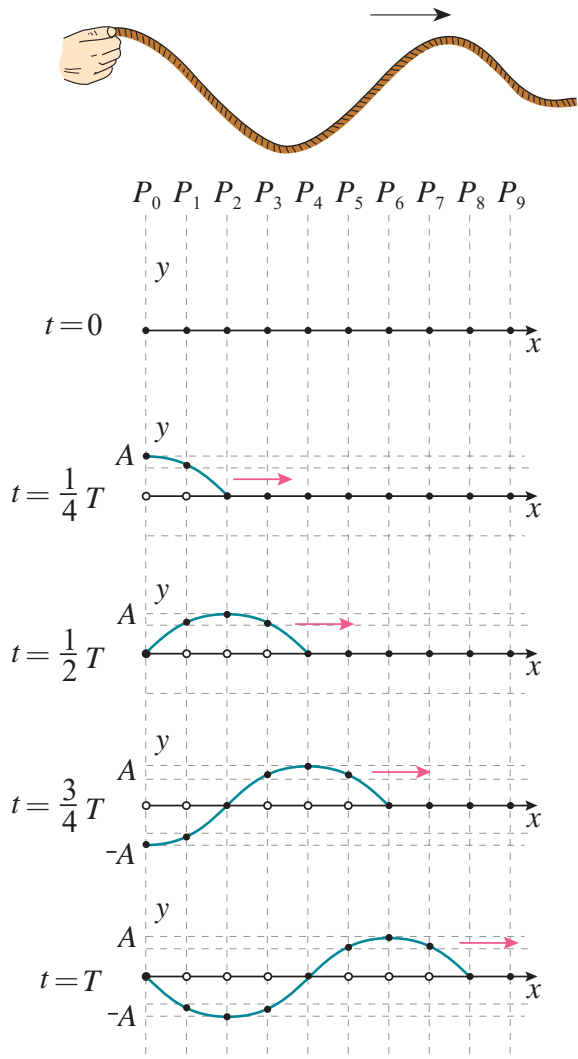 P₀ P₁ P₂ P₃ P₄ P₅ P₆ P₇ P₈ P₉
y
t = 0
x
y
A
t = 1/4 T
x
y
A
t = 1/2 T
x
y
A
t = 3/4 T
x
-A
y
A
t = T
x
-A